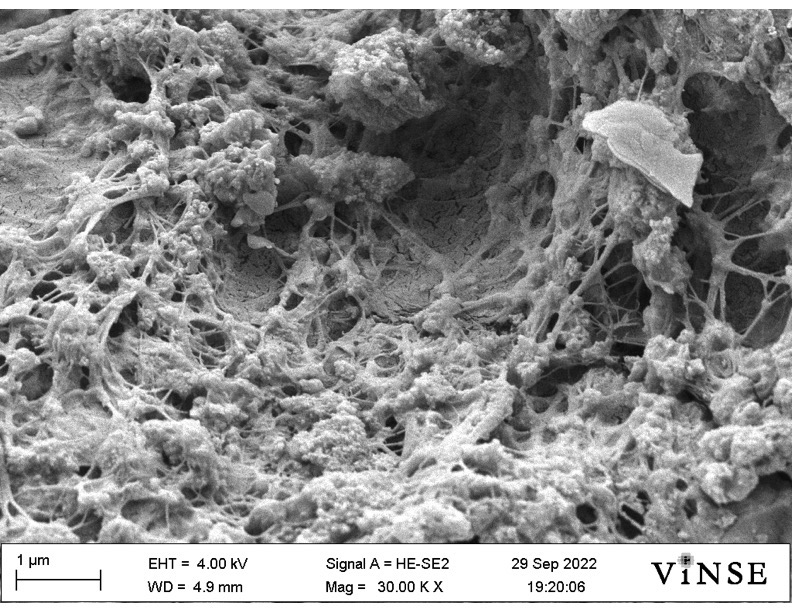 1 µm
EHT = 4.00 kV
WD = 4.9 mm
Signal A = HE-SE2
Mag = 30.00 K X
29 Sep 2022
19:20:06
ViNSE